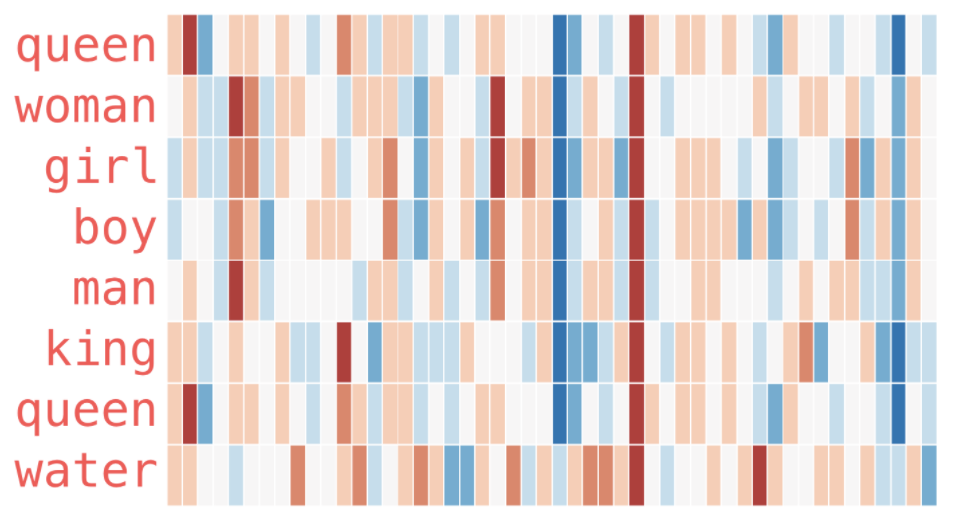 queen
woman
girl
boy
man
king
queen
water